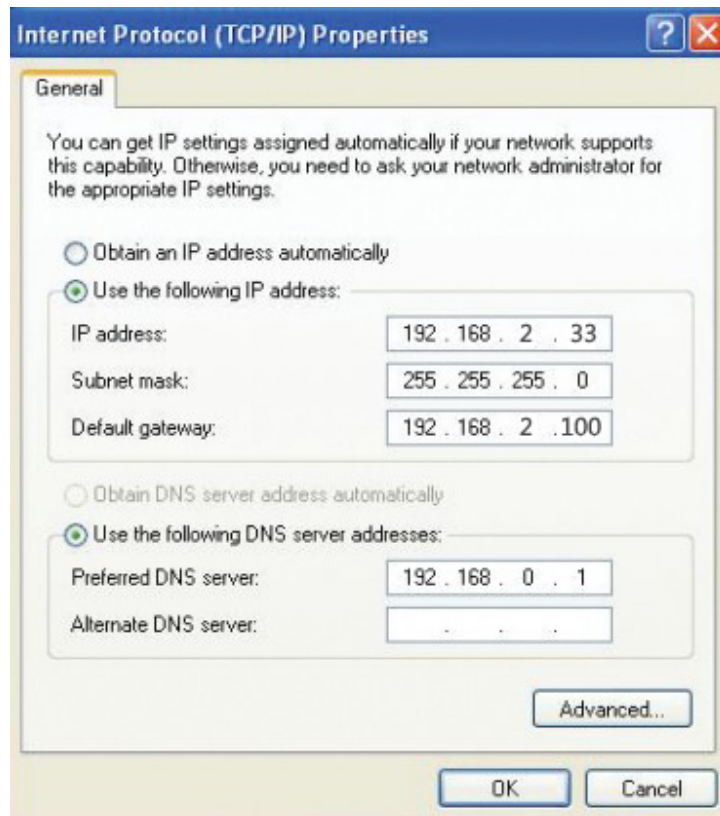 Internet Protocol (TCP/IP) Properties
General
You can get IP settings assigned automatically if your network supports
this capability. Otherwise, you need to ask your network administrator for
the appropriate IP settings.
Obtain an IP address automatically
Use the following IP address:
IP address: 192 . 168 . 2 . 33
Subnet mask: 255 . 255 . 255 . 0
Default gateway: 192 . 168 . 2 .100
Obtain DNS server address automatically
Use the following DNS server addresses:
Preferred DNS server: 192 . 168 . 0 . 1
Alternate DNS server: . . .
Advanced...
OK Cancel